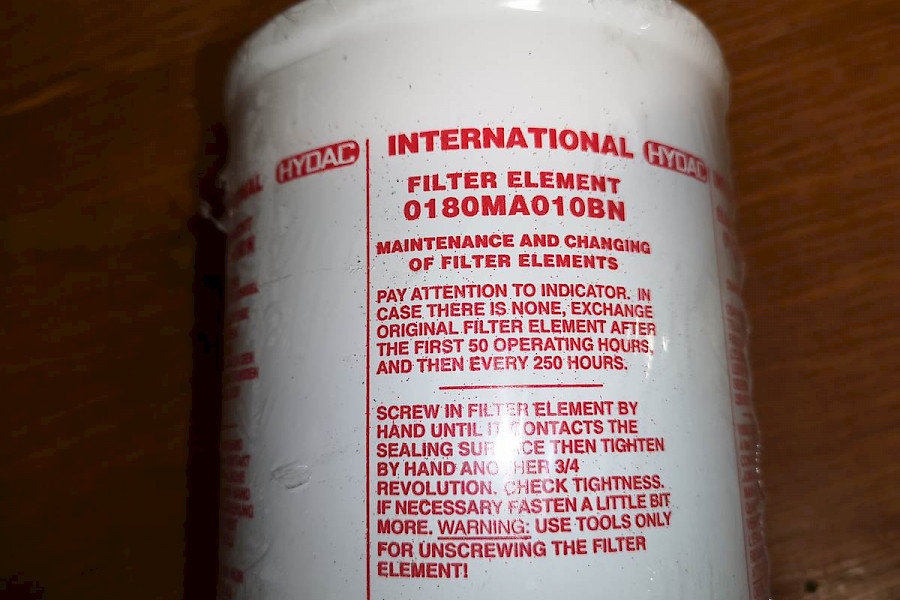 HYDAC INTERNATIONAL HYDAC
FILTER ELEMENT
0180MA010BN
MAINTENANCE AND CHANGING
OF FILTER ELEMENTS
PAY ATTENTION TO INDICATOR. IN
CASE THERE IS NONE, EXCHANGE
ORIGINAL FILTER ELEMENT AFTER
THE FIRST 50 OPERATING HOURS
AND THEN EVERY 250 HOURS.
SCREW IN FILTER ELEMENT BY
HAND UNTIL IT CONTACTS THE
SEALING SURFACE THEN TIGHTEN
BY HAND ANOTHER 3/4
REVOLUTION. CHECK TIGHTNESS.
IF NECESSARY FASTEN A LITTLE BIT
MORE. WARNING: USE TOOLS ONLY
FOR UNSCREWING THE FILTER
ELEMENT!